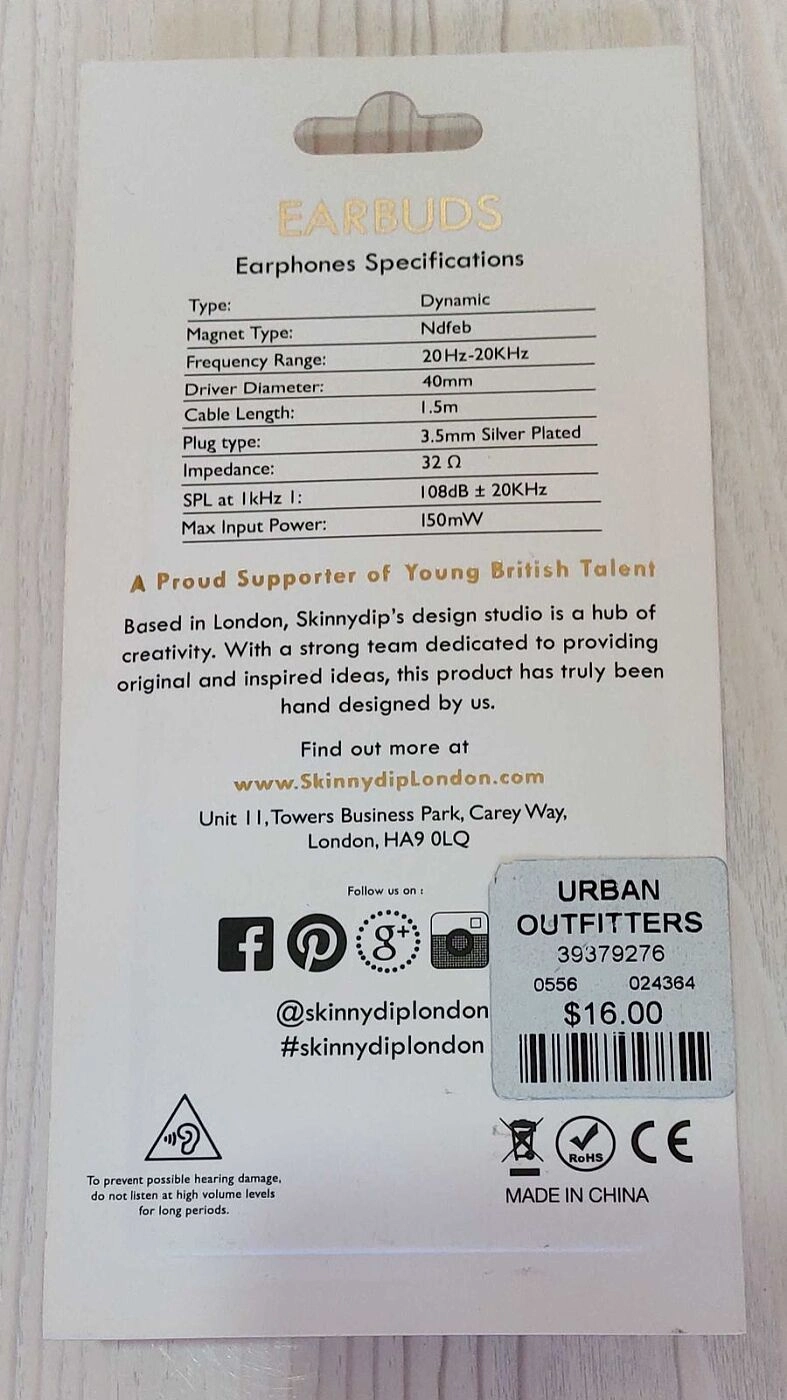 EARBUDS
Earphones Specifications
Type: Dynamic
Magnet Type: Ndfeb
Frequency Range: 20Hz-20KHz
Driver Diameter: 40mm
Cable Length: 1.5m
Plug type: 3.5mm Silver Plated
Impedance: 32 Ω
SPL at 1kHz 1: 108dB ± 20KHz
Max Input Power: 150mW
A Proud Supporter of Young British Talent
Based in London, Skinnydip's design studio is a hub of
creativity. With a strong team dedicated to providing
original and inspired ideas, this product has truly been
hand designed by us.
Find out more at
www.SkinnydipLondon.com
Unit 11, Towers Business Park, Carey Way,
London, HA9 0LQ
Follow us on :
f P g+
@skinnydiplondon
#skinnydiplondon
URBAN
OUTFITTERS
39379276
0556 024364
$16.00
To prevent possible hearing damage,
do not listen at high volume levels
for long periods.
RoHS CE
MADE IN CHINA